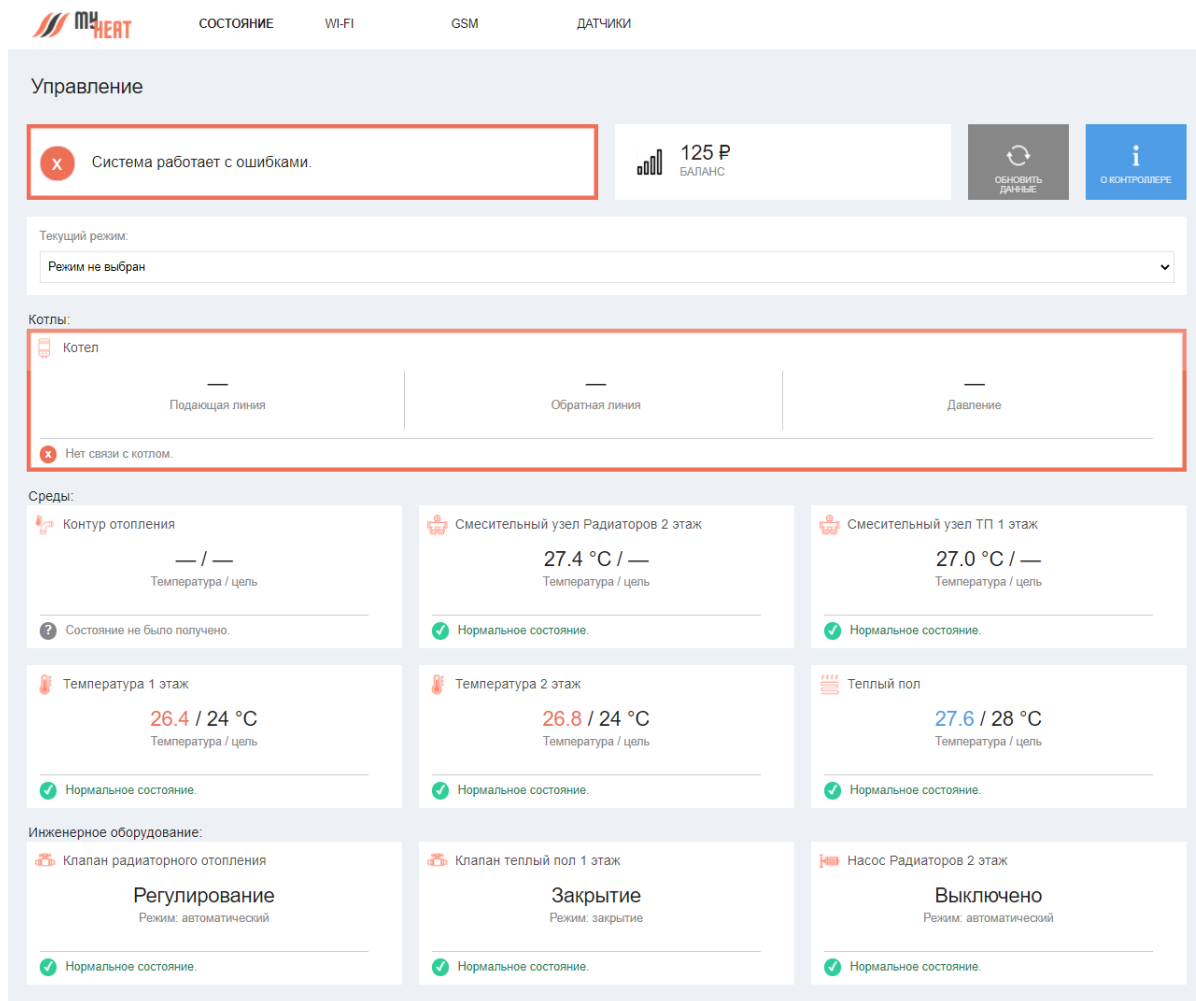 MYHEAT СОСТОЯНИЕ WI-FI GSM ДАТЧИКИ
Управление
x Система работает с ошибками.
125 ₽
БАЛАНС
ОБНОВИТЬ
ДАННЫЕ
i
О КОНТРОЛЛЕРЕ
Текущий режим:
Режим не выбран
Котлы:
Котел
— — —
Подающая линия Обратная линия Давление
x Нет связи с котлом.
Среды:
Контур отопления
— / —
Температура / цель
? Состояние не было получено.
Смесительный узел Радиаторов 2 этаж
27.4 °C / —
Температура / цель
Нормальное состояние.
Смесительный узел ТП 1 этаж
27.0 °C / —
Температура / цель
Нормальное состояние.
Температура 1 этаж
26.4 / 24 °C
Температура / цель
Нормальное состояние.
Температура 2 этаж
26.8 / 24 °C
Температура / цель
Нормальное состояние.
Теплый пол
27.6 / 28 °C
Температура / цель
Нормальное состояние.
Инженерное оборудование:
Клапан радиаторного отопления
Регулирование
Режим: автоматический
Нормальное состояние.
Клапан теплый пол 1 этаж
Закрытие
Режим: закрытие
Нормальное состояние.
Насос Радиаторов 2 этаж
Выключено
Режим: автоматический
Нормальное состояние.